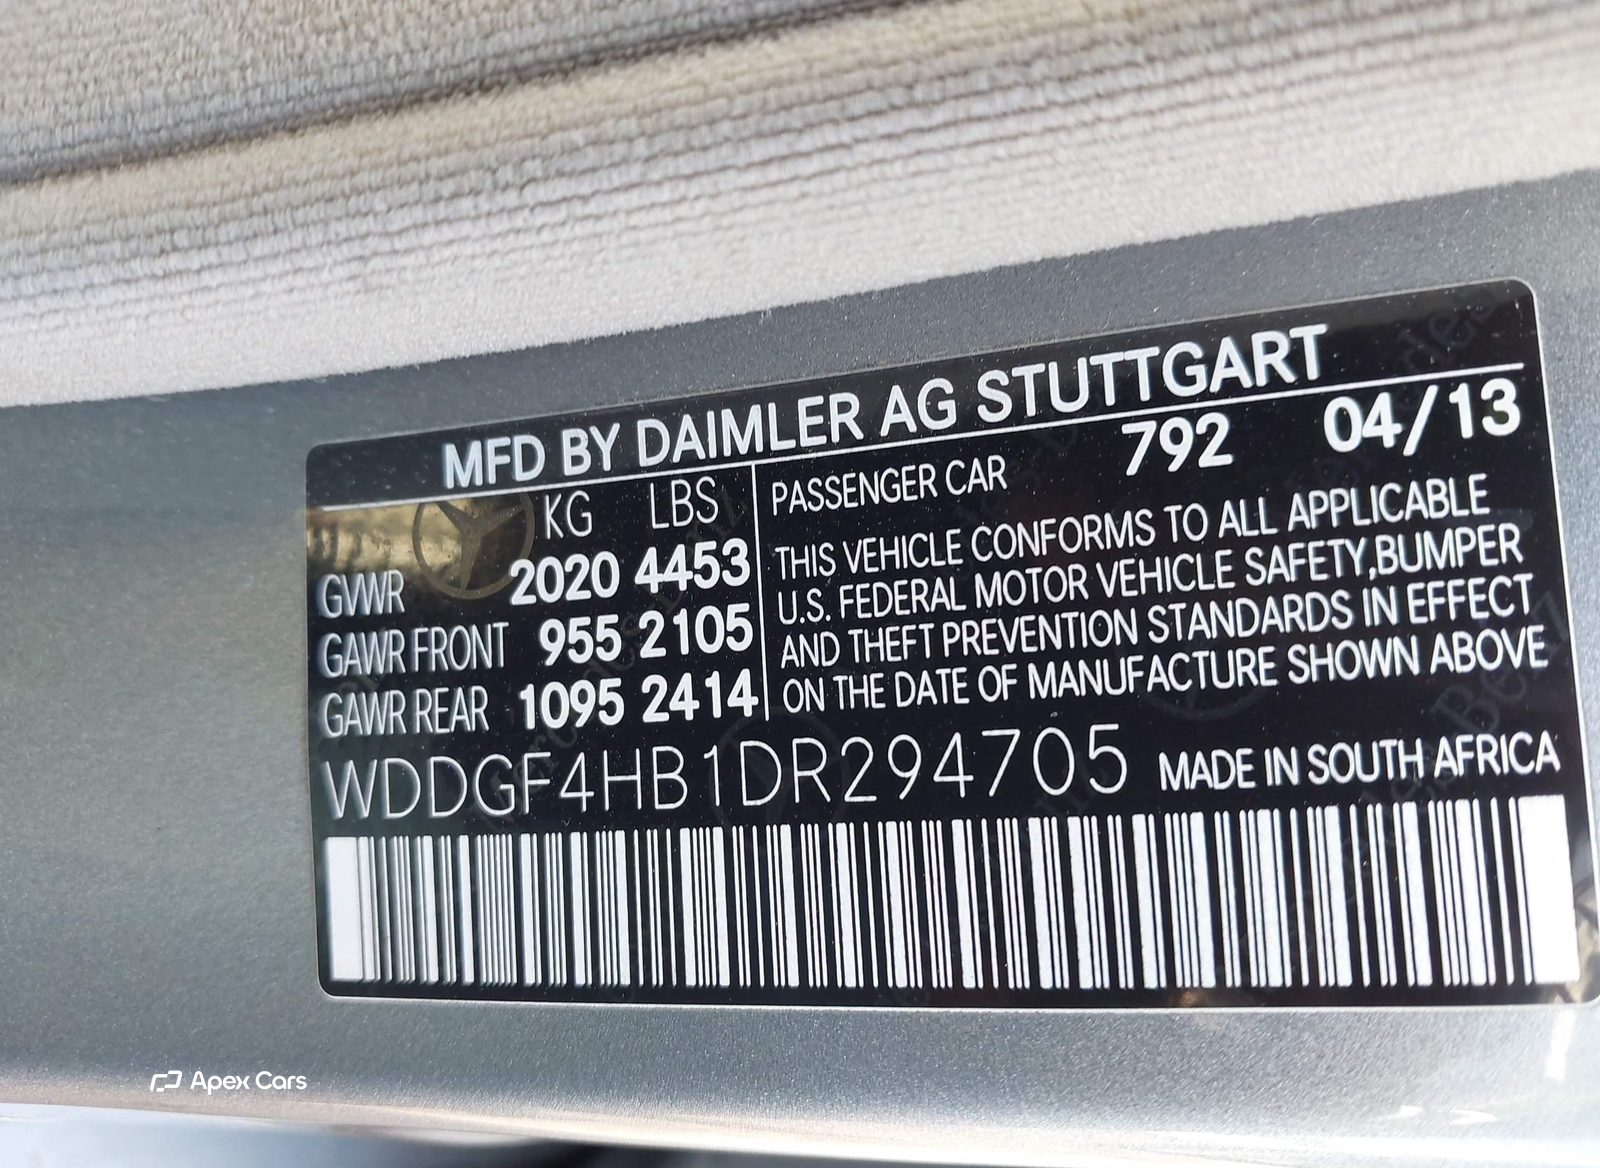 MFD BY DAIMLER AG STUTTGART
KG LBS
GVWR 2020 4453
GAWR FRONT 955 2105
GAWR REAR 1095 2414
PASSENGER CAR 792 04/13
THIS VEHICLE CONFORMS TO ALL APPLICABLE
U.S. FEDERAL MOTOR VEHICLE SAFETY,BUMPER
AND THEFT PREVENTION STANDARDS IN EFFECT
ON THE DATE OF MANUFACTURE SHOWN ABOVE
WDDGF4HB1DR294705 MADE IN SOUTH AFRICA
Apex Cars